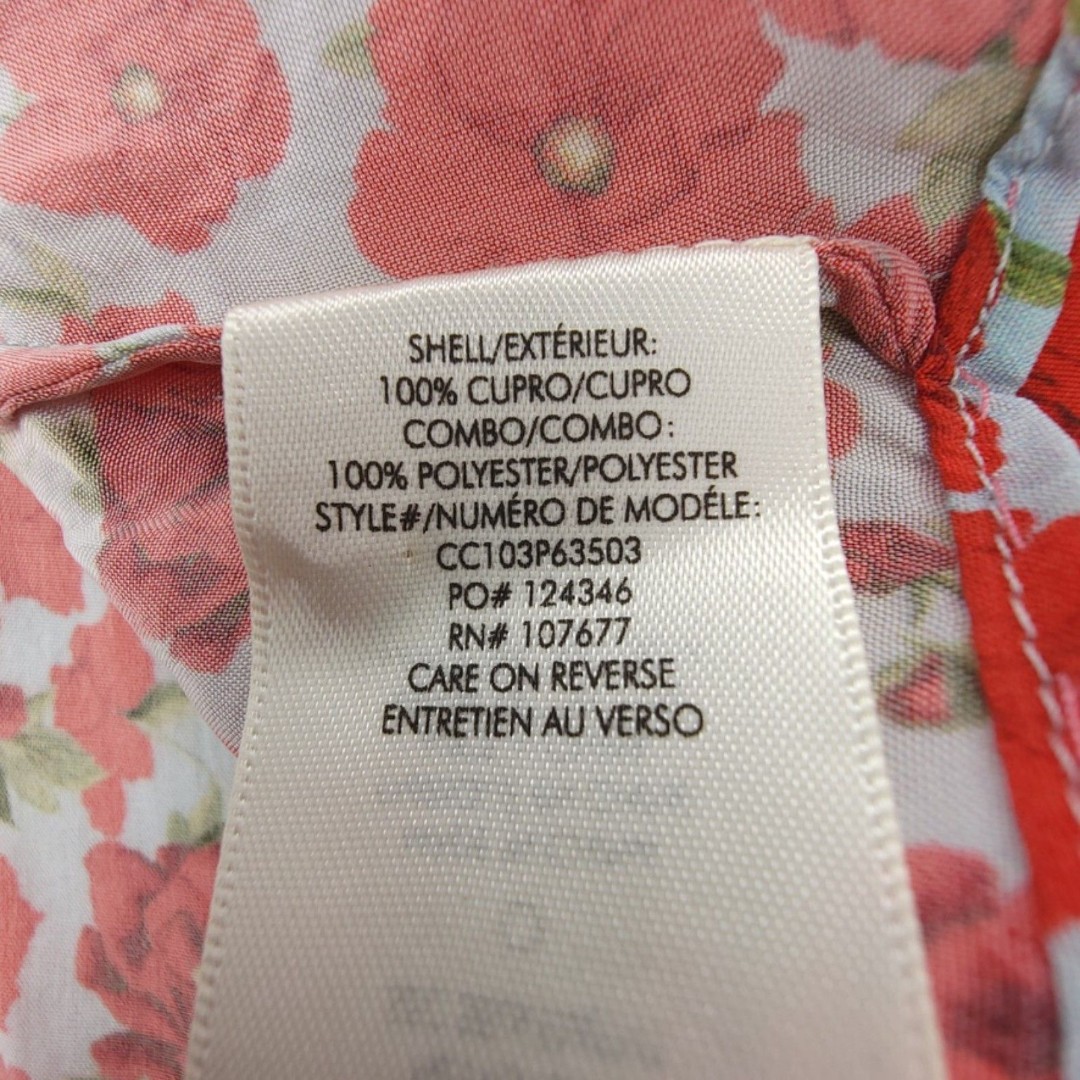 SHELL/EXTÉRIEUR:
100% CUPRO/CUPRO
COMBO/COMBO:
100% POLYESTER/POLYESTER
STYLE#/NUMÉRO DE MODÉLE:
CC103P63503
PO# 124346
RN# 107677
CARE ON REVERSE
ENTRETIEN AU VERSO